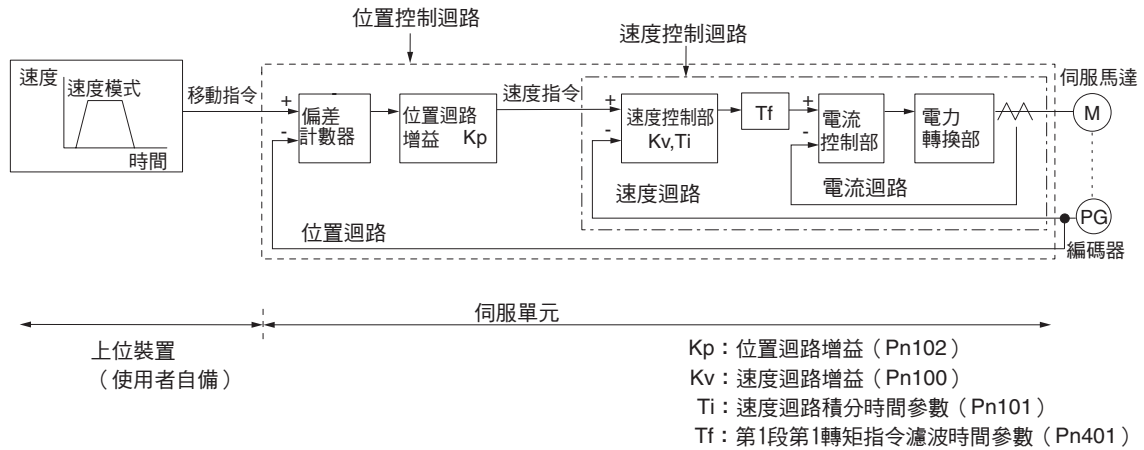 位置控制迴路
速度控制迴路
速度
速度模式
時間
移動指令
+
-
-
偏差
計數器
位置迴路
增益 Kp
速度指令
+
-
速度控制部
Kv,Ti
Tf
+
-
電流
控制部
電力
轉換部
伺服馬達
M
速度迴路
電流迴路
位置迴路
PG
編碼器
伺服單元
上位裝置
（使用者自備）
Kp：位置迴路增益（Pn102）
Kv：速度迴路增益（Pn100）
Ti：速度迴路積分時間參數（Pn101）
Tf：第1段第1轉矩指令濾波時間參數（Pn401）